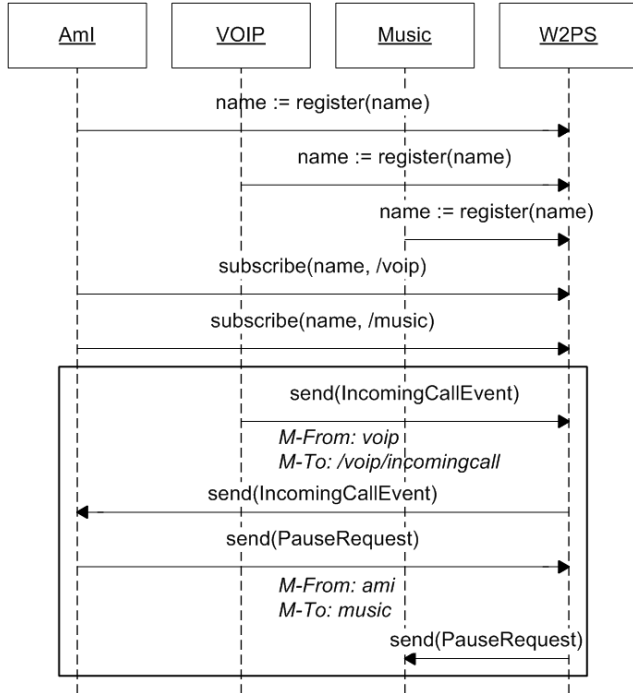 AmI
VOIP
Music
W2PS
name := register(name)
name := register(name)
name := register(name)
subscribe(name, /voip)
subscribe(name, /music)
send(IncomingCallEvent)
M-From: voip
M-To: /voip/incomingcall
send(IncomingCallEvent)
send(PauseRequest)
M-From: ami
M-To: music
send(PauseRequest)